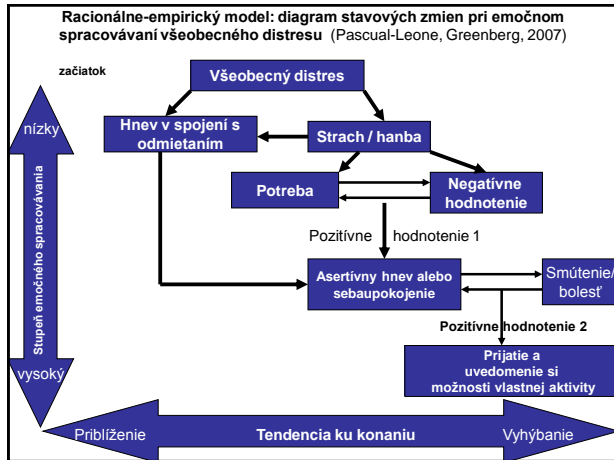 Racionálne-empirický model: diagram stavových zmien pri emočnom
spracovávaní všeobecného distresu (Pascual-Leone, Greenberg, 2007)
začiatok
Všeobecný distres
nízky
Hnev v spojení s
odmietaním
Strach / hanba
Potreba
Negatívne
hodnotenie
Stupeň emočného spracovávania
Pozitívne hodnotenie 1
Asertívny hnev alebo
sebaupokojenie
Smútenie/
bolesť
Pozitívne hodnotenie 2
Prijatie a
uvedomenie si
možnosti vlastnej aktivity
vysoký
Priblíženie
Tendencia ku konaniu
Vyhýbanie